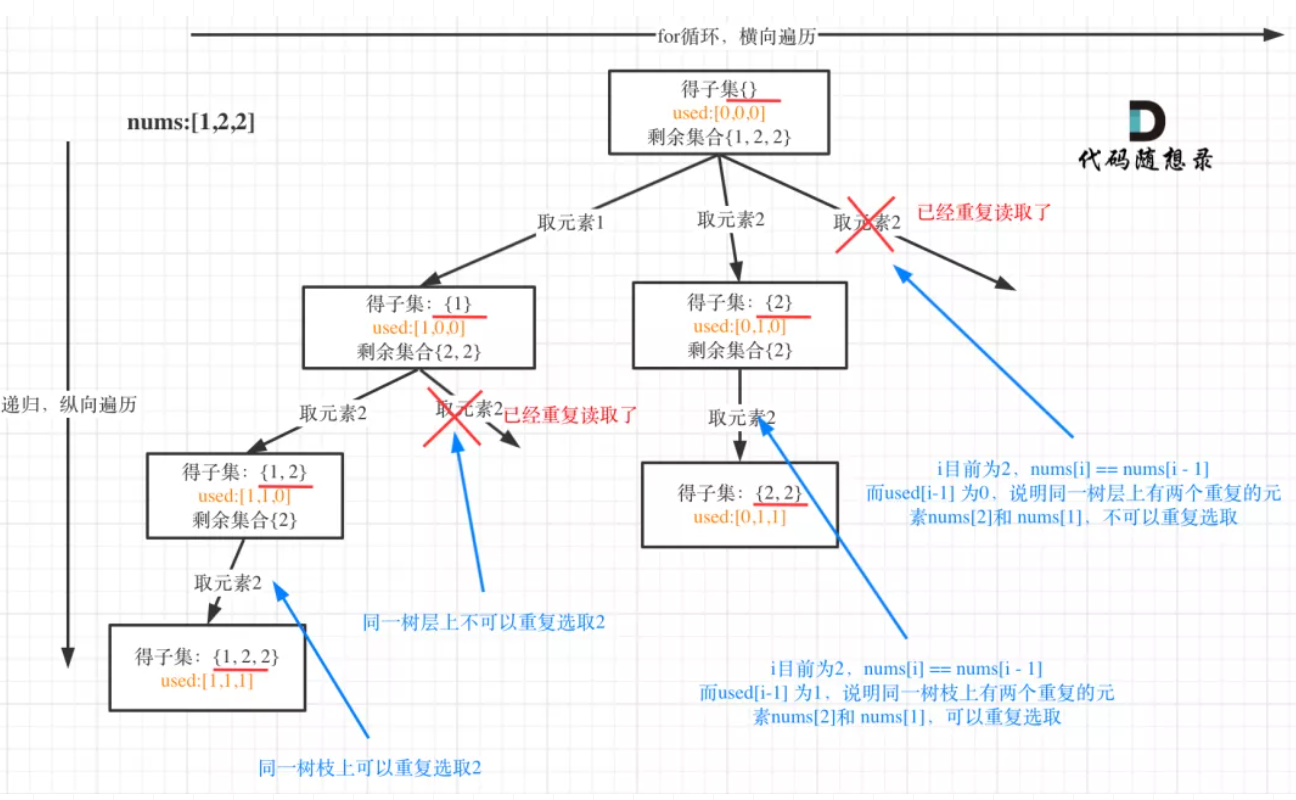 for循环，横向遍历
得子集{}
used:[0,0,0]
剩余集合{1, 2, 2}
nums:[1,2,2]
代码随想录
取元素1
取元素2
取元素2
已经重复读取了
得子集：{1}
used:[1,0,0]
剩余集合{2, 2}
得子集：{2}
used:[0,1,0]
剩余集合{2}
递归，纵向遍历
取元素2
取元素2
已经重复读取了
取元素2
得子集：{1, 2}
used:[1,1,0]
剩余集合{2}
得子集：{2, 2}
used:[0,1,1]
i目前为2，nums[i] == nums[i - 1]
而used[i-1] 为0，说明同一树层上有两个重复的元
素nums[2]和 nums[1]，不可以重复选取
取元素2
同一树层上不可以重复选取2
得子集：{1, 2, 2}
used:[1,1,1]
i目前为2，nums[i] == nums[i - 1]
而used[i-1] 为1，说明同一树枝上有两个重复的元
素nums[2]和 nums[1]，可以重复选取
同一树枝上可以重复选取2